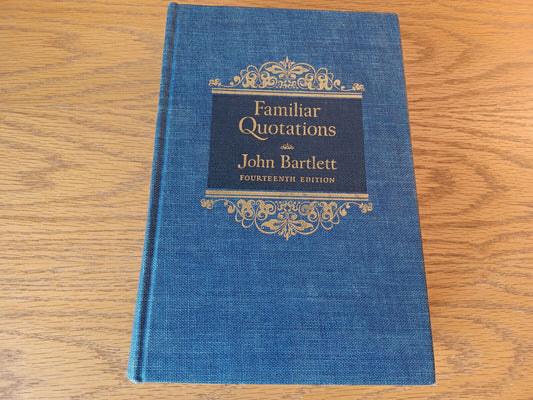 Familiar
Quotations
John Bartlett
FOURTEENTH EDITION